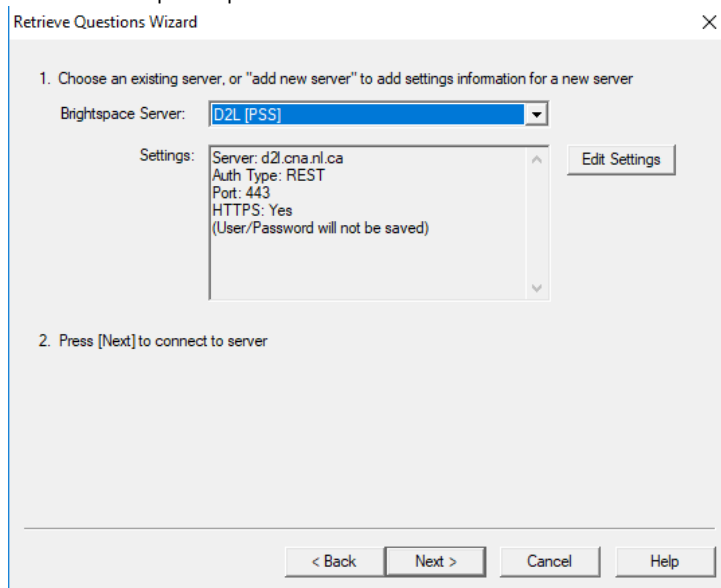 Retrieve Questions Wizard
1. Choose an existing server, or "add new server" to add settings information for a new server
Brightspace Server: D2L [PSS]
Settings: Server: d2l.cna.nl.ca Edit Settings
Auth Type: REST
Port: 443
HTTPS: Yes
(User/Password will not be saved)
2. Press [Next] to connect to server
< Back Next > Cancel Help